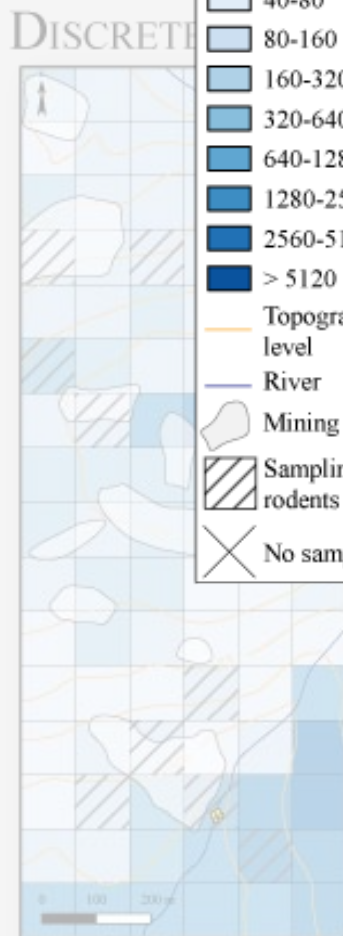 DISCRETE
40-80
80-160
160-320
320-640
640-128
1280-25
2560-51
> 5120
Topogra
level
River
Mining
Samplin
rodents
No sam
0 100 200 m